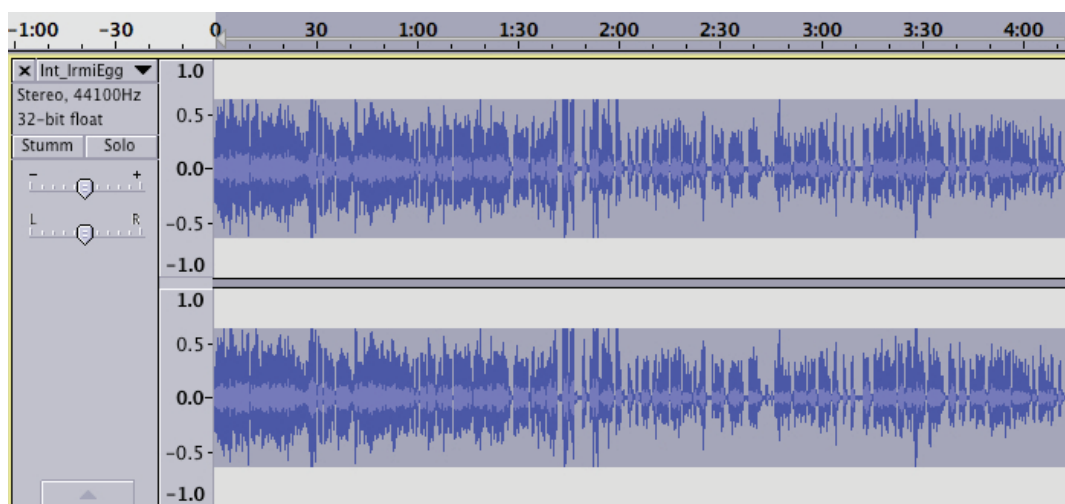 -1:00 -30 0 30 1:00 1:30 2:00 2:30 3:00 3:30 4:00
× Int_IrmiEgg ▼
Stereo, 44100Hz
32-bit float
Stumm Solo
- +
L R
1.0
0.5
0.0
-0.5
-1.0
1.0
0.5
0.0
-0.5
-1.0